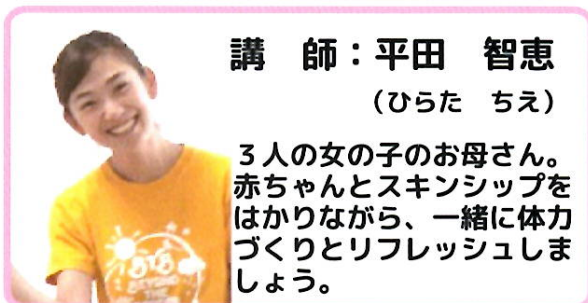 講　師：平田　智恵
（ひらた　ちえ）
３人の女の子のお母さん。
赤ちゃんとスキンシップを
はかりながら、一緒に体力
づくりとリフレッシュしま
しょう。
BEYOND
THE